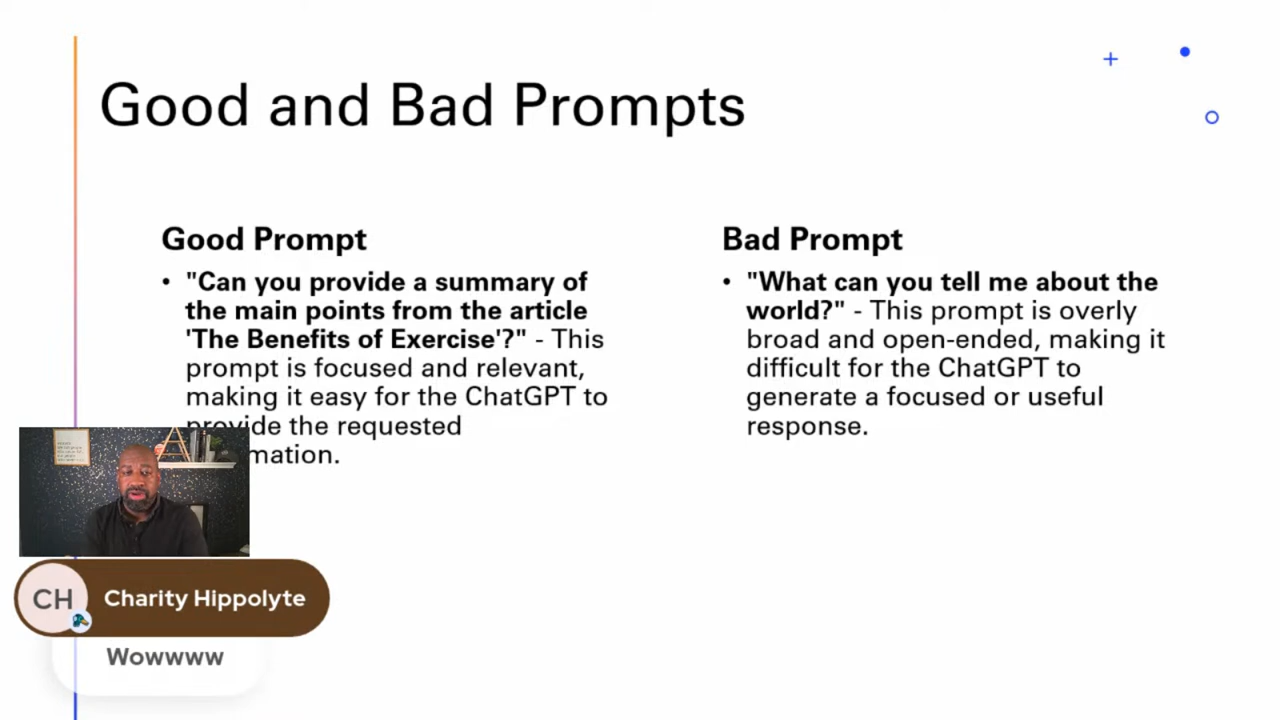 Good and Bad Prompts
Good Prompt
• "Can you provide a summary of
the main points from the article
'The Benefits of Exercise'?" - This
prompt is focused and relevant,
making it easy for the ChatGPT to
provide the requested
mation.
Bad Prompt
• "What can you tell me about the
world?" - This prompt is overly
broad and open-ended, making it
difficult for the ChatGPT to
generate a focused or useful
response.
CH
Charity Hippolyte
Wowwww